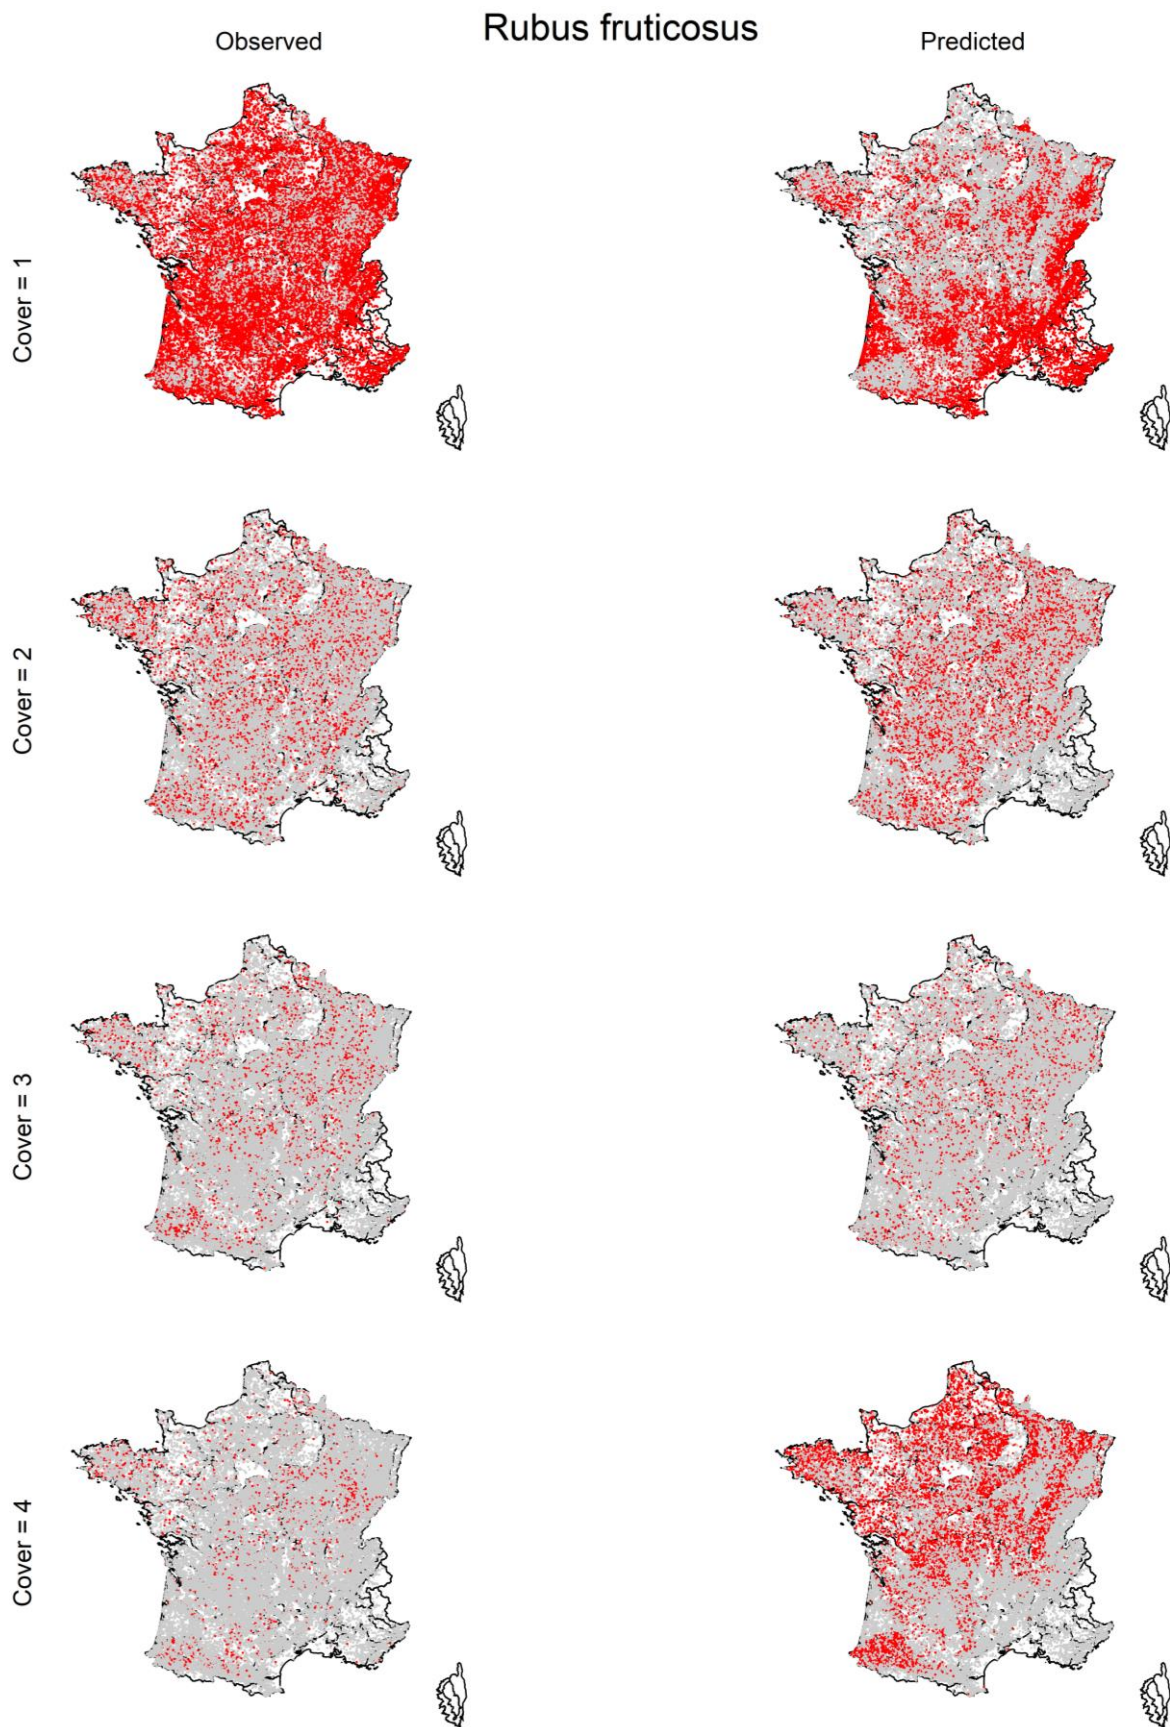 Rubus fruticosus
Observed
Predicted
Cover = 1
Cover = 2
Cover = 3
Cover = 4